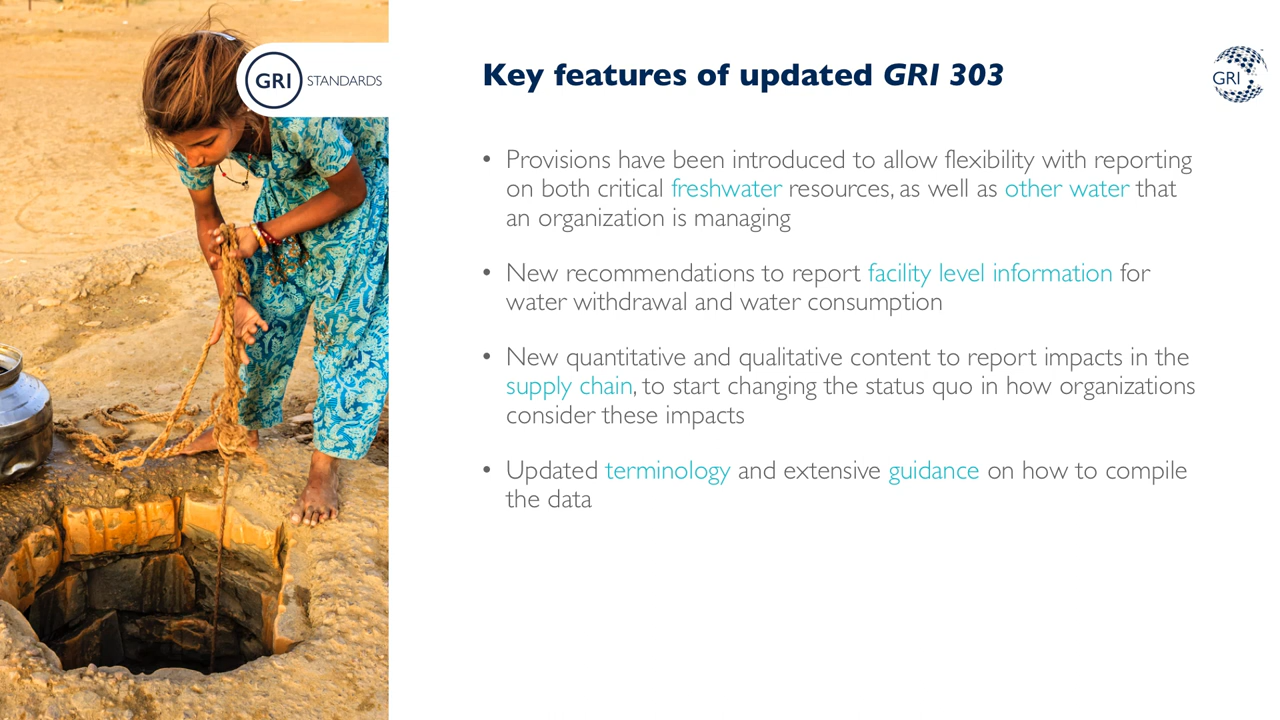 GRI STANDARDS
Key features of updated GRI 303
GRI
• Provisions have been introduced to allow flexibility with reporting
on both critical freshwater resources, as well as other water that
an organization is managing
• New recommendations to report facility level information for
water withdrawal and water consumption
• New quantitative and qualitative content to report impacts in the
supply chain, to start changing the status quo in how organizations
consider these impacts
• Updated terminology and extensive guidance on how to compile
the data